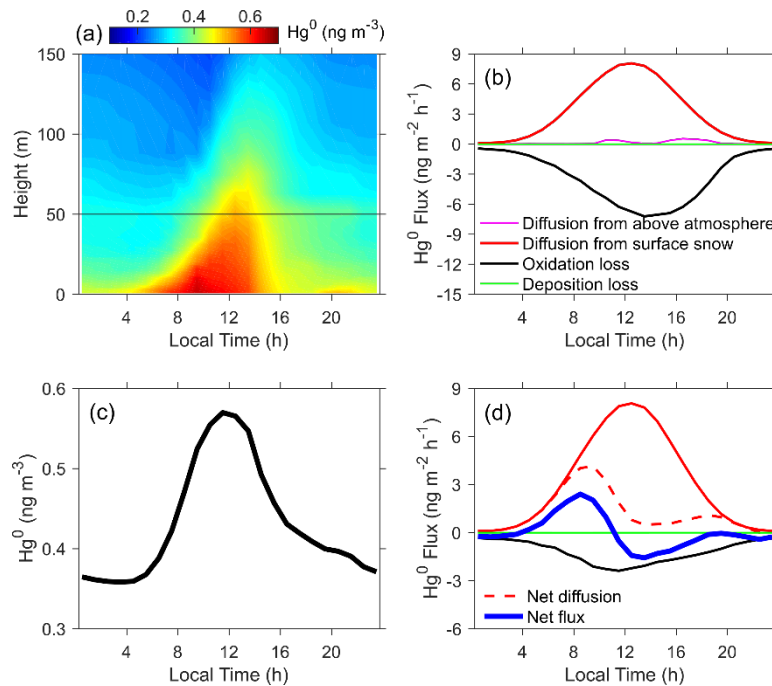 0.2 0.4 0.6 Hg⁰ (ng m⁻³)
(a)
150
100
50
0
Height (m)
4 8 12 16 20 24
Local Time (h)
(b)
9
6
3
0
-3
-6
-9
-12
-15
Hg⁰ Flux (ng m⁻² h⁻¹)
Diffusion from above atmosphere
Diffusion from surface snow
Oxidation loss
Deposition loss
4 8 12 16 20 24
Local Time (h)
(c)
0.6
0.5
0.4
0.3
Hg⁰ (ng m⁻³)
4 8 12 16 20 24
Local Time (h)
(d)
9
6
3
0
-3
-6
Hg⁰ Flux (ng m⁻² h⁻¹)
Net diffusion
Net flux
4 8 12 16 20 24
Local Time (h)